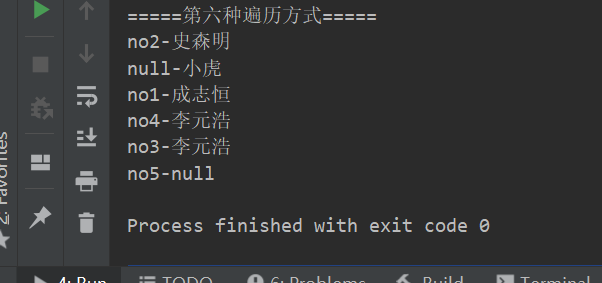 =====第六种遍历方式=====
no2-史森明
null-小虎
no1-成志恒
no4-李元浩
no3-李元浩
no5-null
Process finished with exit code 0
2: Favorites
4: Run
TODO
6: Problems
Build
Terminal